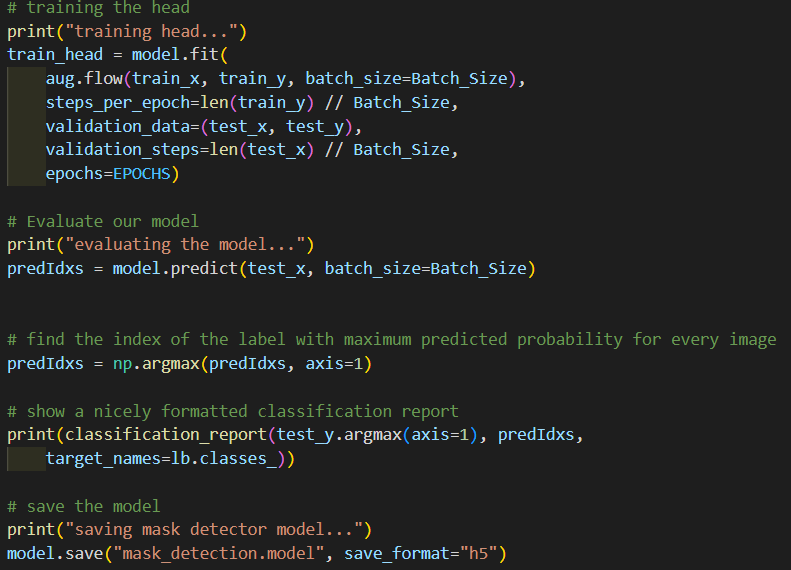 # training the head
print("training head...")
train_head = model.fit(
    aug.flow(train_x, train_y, batch_size=Batch_Size),
    steps_per_epoch=len(train_y) // Batch_Size,
    validation_data=(test_x, test_y),
    validation_steps=len(test_x) // Batch_Size,
    epochs=EPOCHS)

# Evaluate our model
print("evaluating the model...")
predIdxs = model.predict(test_x, batch_size=Batch_Size)


# find the index of the label with maximum predicted probability for every image
predIdxs = np.argmax(predIdxs, axis=1)

# show a nicely formatted classification report
print(classification_report(test_y.argmax(axis=1), predIdxs,
    target_names=lb.classes_))

# save the model
print("saving mask detector model...")
model.save("mask_detection.model", save_format="h5")